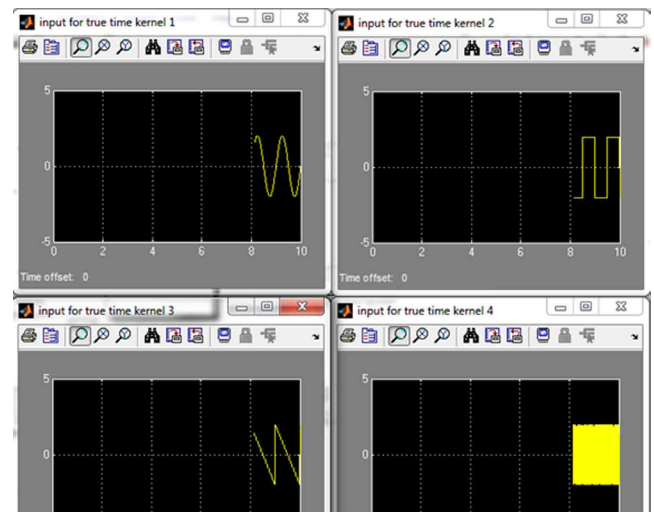 input for true time kernel 1
5
0
-5
0 2 4 6 8 10
Time offset: 0
input for true time kernel 2
5
0
-5
0 2 4 6 8 10
Time offset: 0
input for true time kernel 3
5
0
input for true time kernel 4
5
0